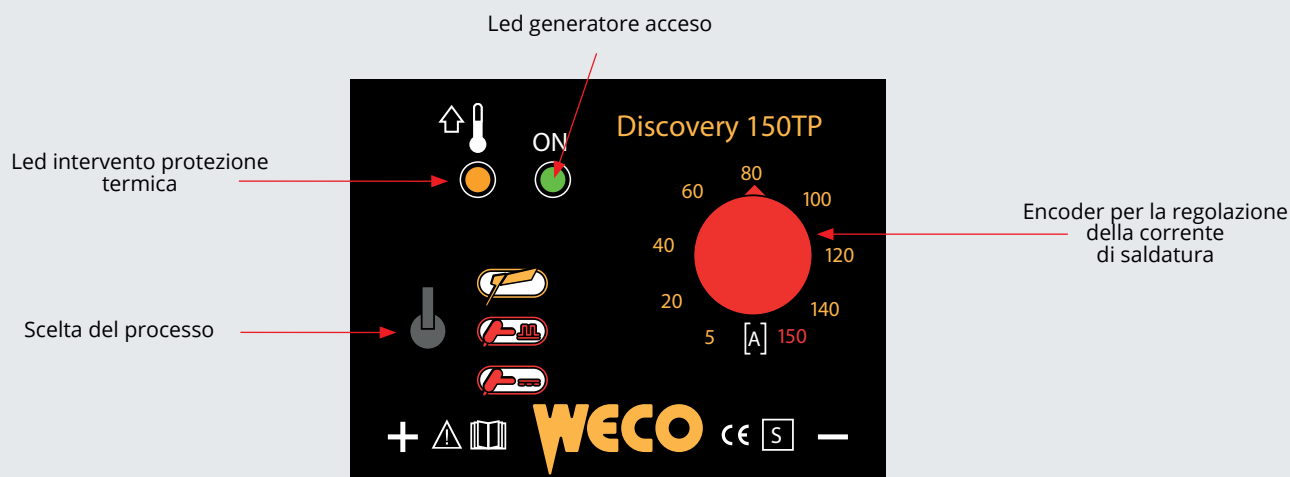 Led generatore acceso
Discovery 150TP
ON
Led intervento protezione
termica
80
60
100
Encoder per la regolazione
della corrente
di saldatura
40
120
20
140
Scelta del processo
5
[A]
150
+
WECO
CE
S
−